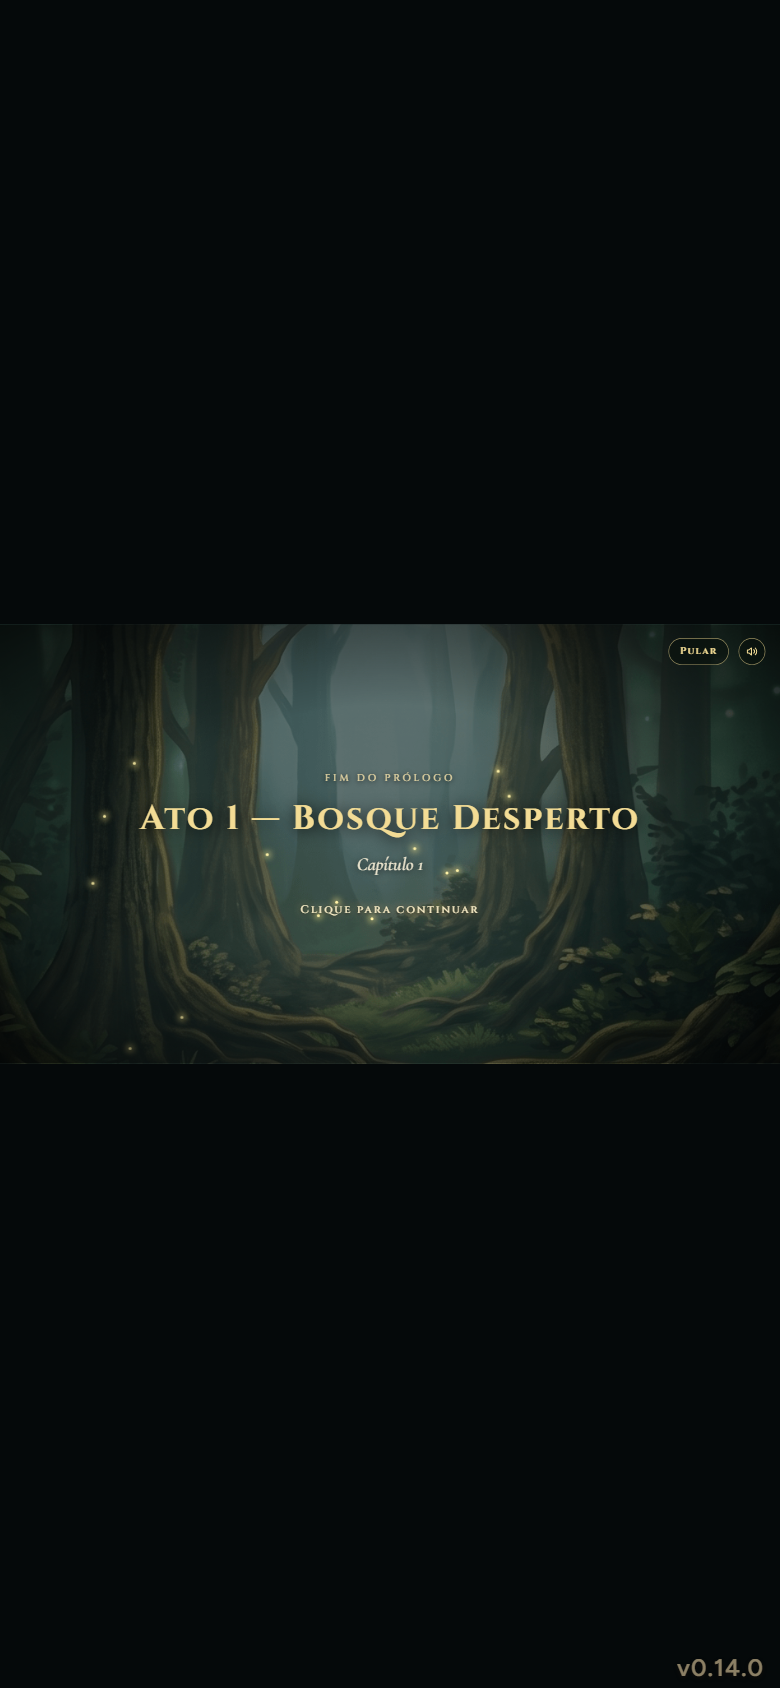 Pular
FIM DO PRÓLOGO
Ato 1 — Bosque Desperto
Capítulo 1
Clique para continuar
v0.14.0